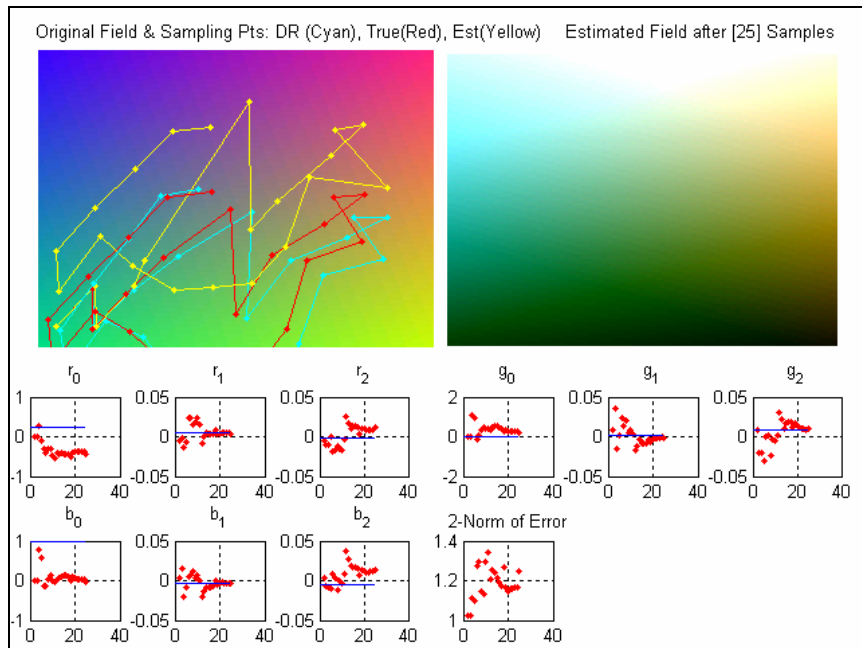 Original Field & Sampling Pts: DR (Cyan), True(Red), Est(Yellow) Estimated Field after [25] Samples
r0 r1 r2 g0 g1 g2
1 0.05 0.05 2 0.05 0.05
0 0 0 0 0 0
-1 -0.05 -0.05 -2 -0.05 -0.05
0 20 40 0 20 40 0 20 40 0 20 40 0 20 40 0 20 40
b0 b1 b2 2-Norm of Error
1 0.05 0.05 1.4
0 0 0 1.2
-1 -0.05 -0.05 1
0 20 40 0 20 40 0 20 40 0 20 40